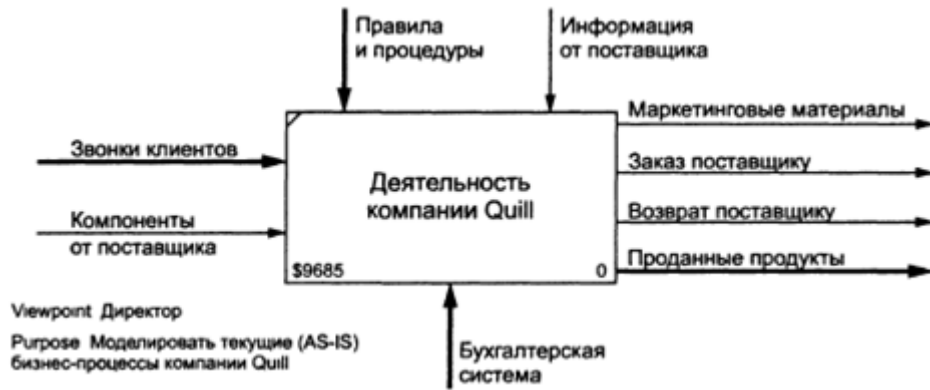 Правила
и процедуры
Информация
от поставщика
Звонки клиентов
Компоненты
от поставщика
Деятельность
компании Quill
$9685
0
Маркетинговые материалы
Заказ поставщику
Возврат поставщику
Проданные продукты
Viewpoint Директор
Purpose Моделировать текущие (AS-IS)
бизнес-процессы компании Quill
Бухгалтерская
система